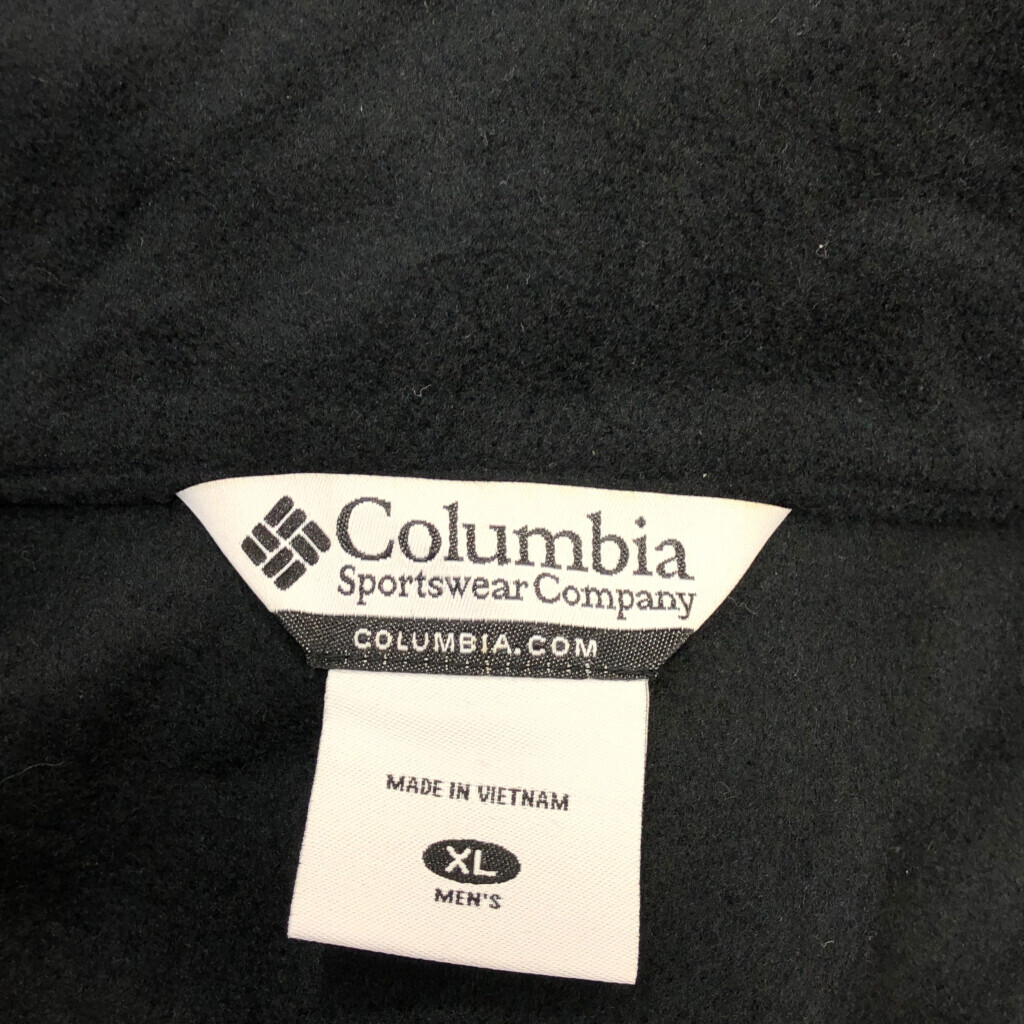 Columbia
Sportswear Company
COLUMBIA.COM
MADE IN VIETNAM
XL
MEN'S